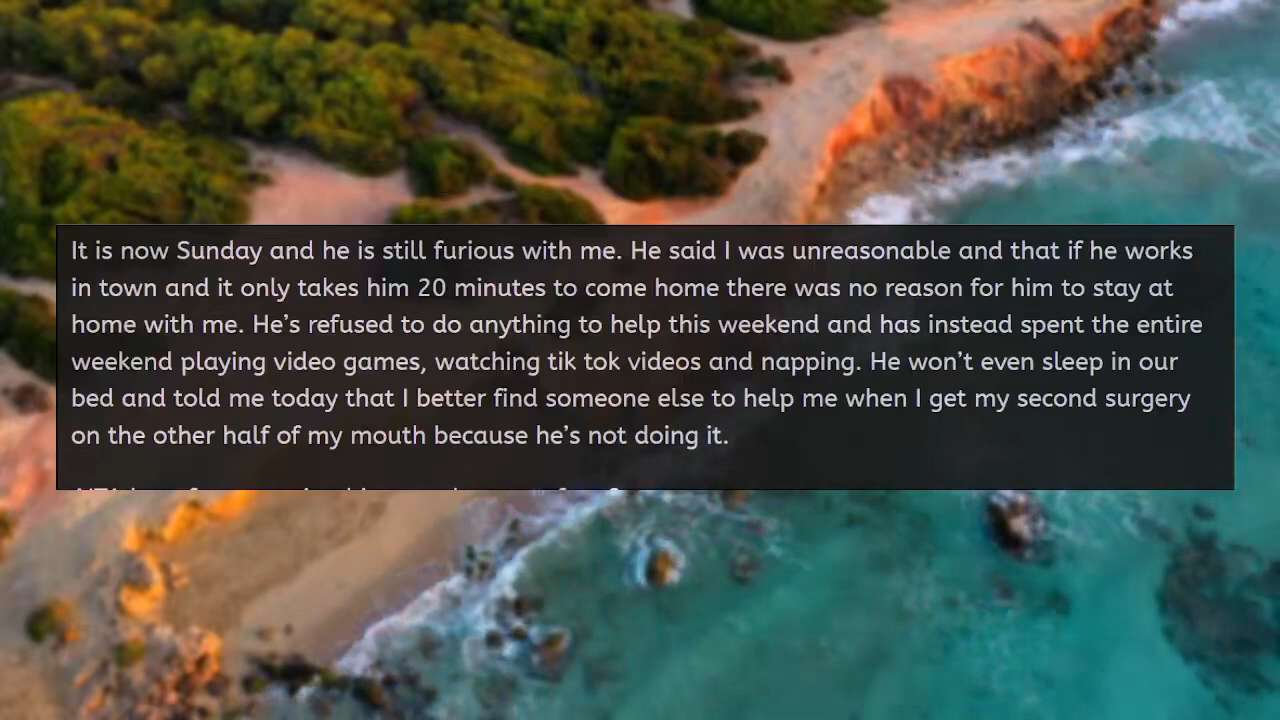 It is now Sunday and he is still furious with me. He said I was unreasonable and that if he works
in town and it only takes him 20 minutes to come home there was no reason for him to stay at
home with me. He’s refused to do anything to help this weekend and has instead spent the entire
weekend playing video games, watching tik tok videos and napping. He won’t even sleep in our
bed and told me today that I better find someone else to help me when I get my second surgery
on the other half of my mouth because he’s not doing it.